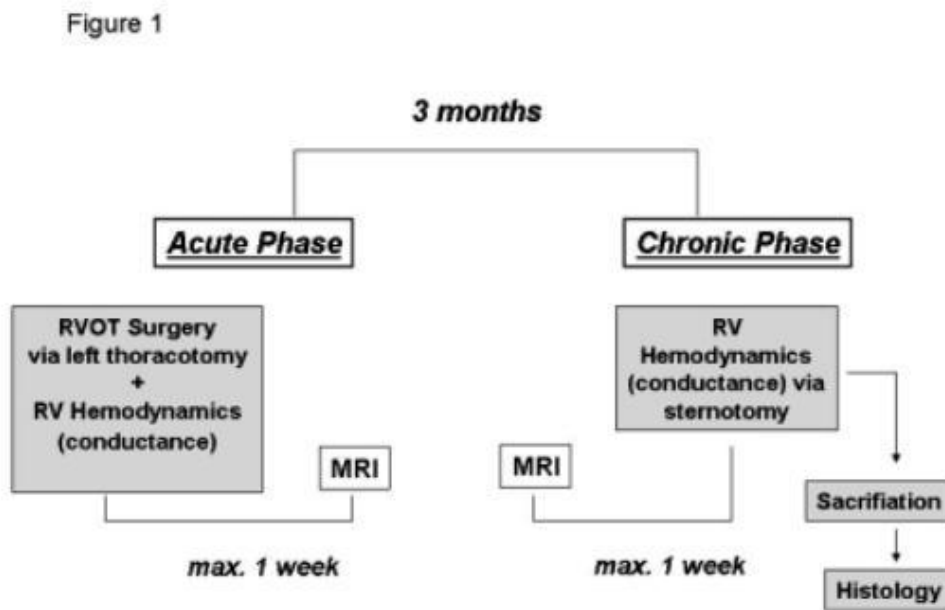 Figure 1
3 months
Acute Phase
Chronic Phase
RVOT Surgery
via left thoracotomy
+
RV Hemodynamics
(conductance)
MRI
max. 1 week
RV
Hemodynamics
(conductance) via
sternotomy
MRI
max. 1 week
Sacrifiation
Histology